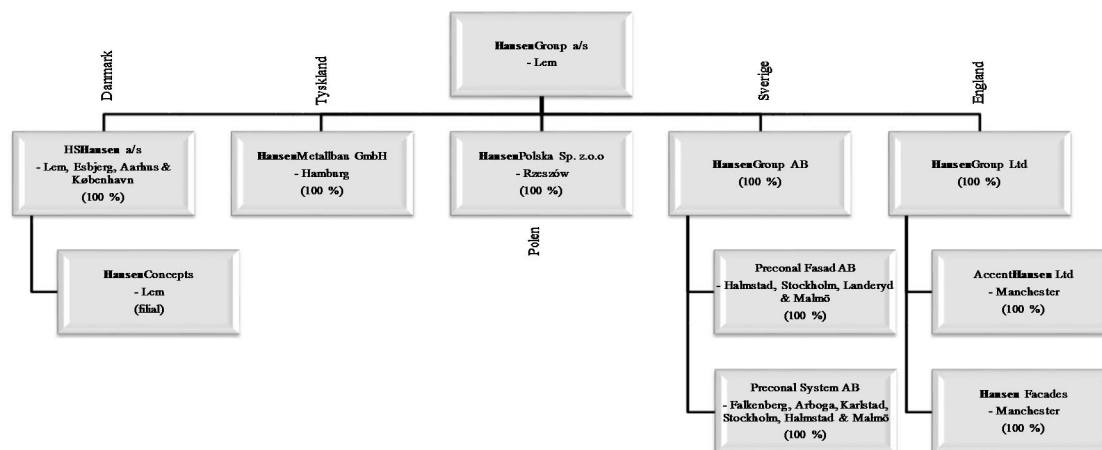 HansenGroup a/s
- Lem
Danmark
Tyskland
Sverige
England
HSHansen a/s
- Lem, Esbjerg, Aarhus &
København
(100 %)
HansenMetallbau GmbH
- Hamburg
(100 %)
HansenPolska Sp. z.o.o
- Rzeszów
(100 %)
HansenGroup AB
(100 %)
HansenGroup Ltd
(100 %)
Polen
HansenConcepts
- Lem
(filial)
Preconal Fasad AB
- Halmstad, Stockholm, Landeryd
& Malmö
(100 %)
AccentHansen Ltd
- Manchester
(100 %)
Preconal System AB
- Falkenberg, Arboga, Karlstad,
Stockholm, Halmstad & Malmö
(100 %)
Hansen Facades
- Manchester
(100 %)